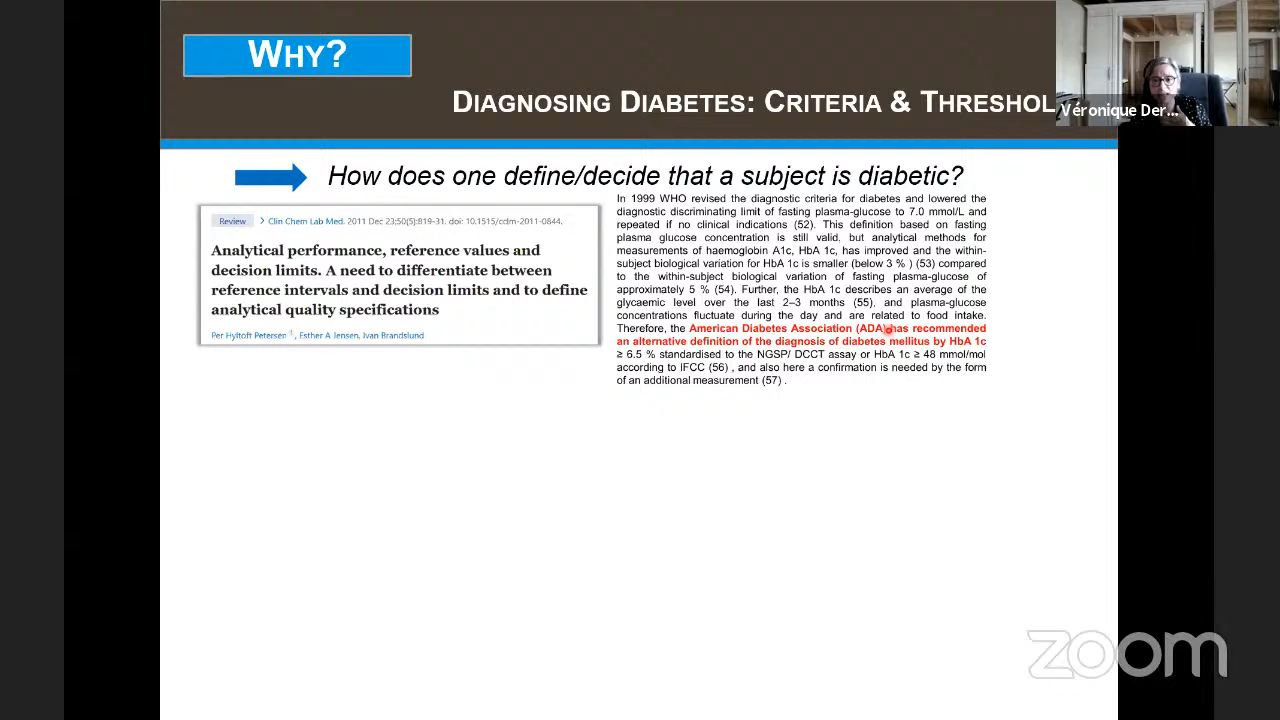 WHY?
DIAGNOSING DIABETES: CRITERIA & THRESHOL
Véronique Der...
How does one define/decide that a subject is diabetic?
Review > Clin Chem Lab Med. 2011 Dec 23;50(5):819-31. doi: 10.1515/cclm-2011-0844.
Analytical performance, reference values and
decision limits. A need to differentiate between
reference intervals and decision limits and to define
analytical quality specifications
Per Hyltoft Petersen 1, Esther A Jensen, Ivan Brandslund
In 1999 WHO revised the diagnostic criteria for diabetes and lowered the
diagnostic discriminating limit of fasting plasma-glucose to 7.0 mmol/L and
repeated if no clinical indications (52). This definition based on fasting
plasma glucose concentration is still valid, but analytical methods for
measurements of haemoglobin A1c, HbA 1c, has improved and the within-
subject biological variation for HbA 1c is smaller (below 3 % ) (53) compared
to the within-subject biological variation of fasting plasma-glucose of
approximately 5 % (54). Further, the HbA 1c describes an average of the
glycaemic level over the last 2–3 months (55), and plasma-glucose
concentrations fluctuate during the day and are related to food intake.
Therefore, the American Diabetes Association (ADA) has recommended
an alternative definition of the diagnosis of diabetes mellitus by HbA 1c
≥ 6.5 % standardised to the NGSP/ DCCT assay or HbA 1c ≥ 48 mmol/mol
according to IFCC (56) , and also here a confirmation is needed by the form
of an additional measurement (57) .
zoom